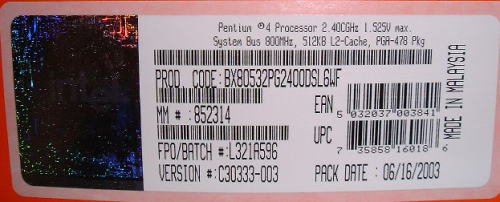 Pentium ®4 Processor 2.40CGHz 1.525V max.
System Bus 800MHz, 512KB L2-Cache, PGA-478 Pkg
PROD CODE:BX80532PG2400DSL6WF
MM # :852314
FPO/BATCH #:L321A596
VERSION #:C30333-003
EAN
5 032037 003841
UPC
7 35858 16018 6
PACK DATE : 06/16/2003
MADE IN MALAYSIA